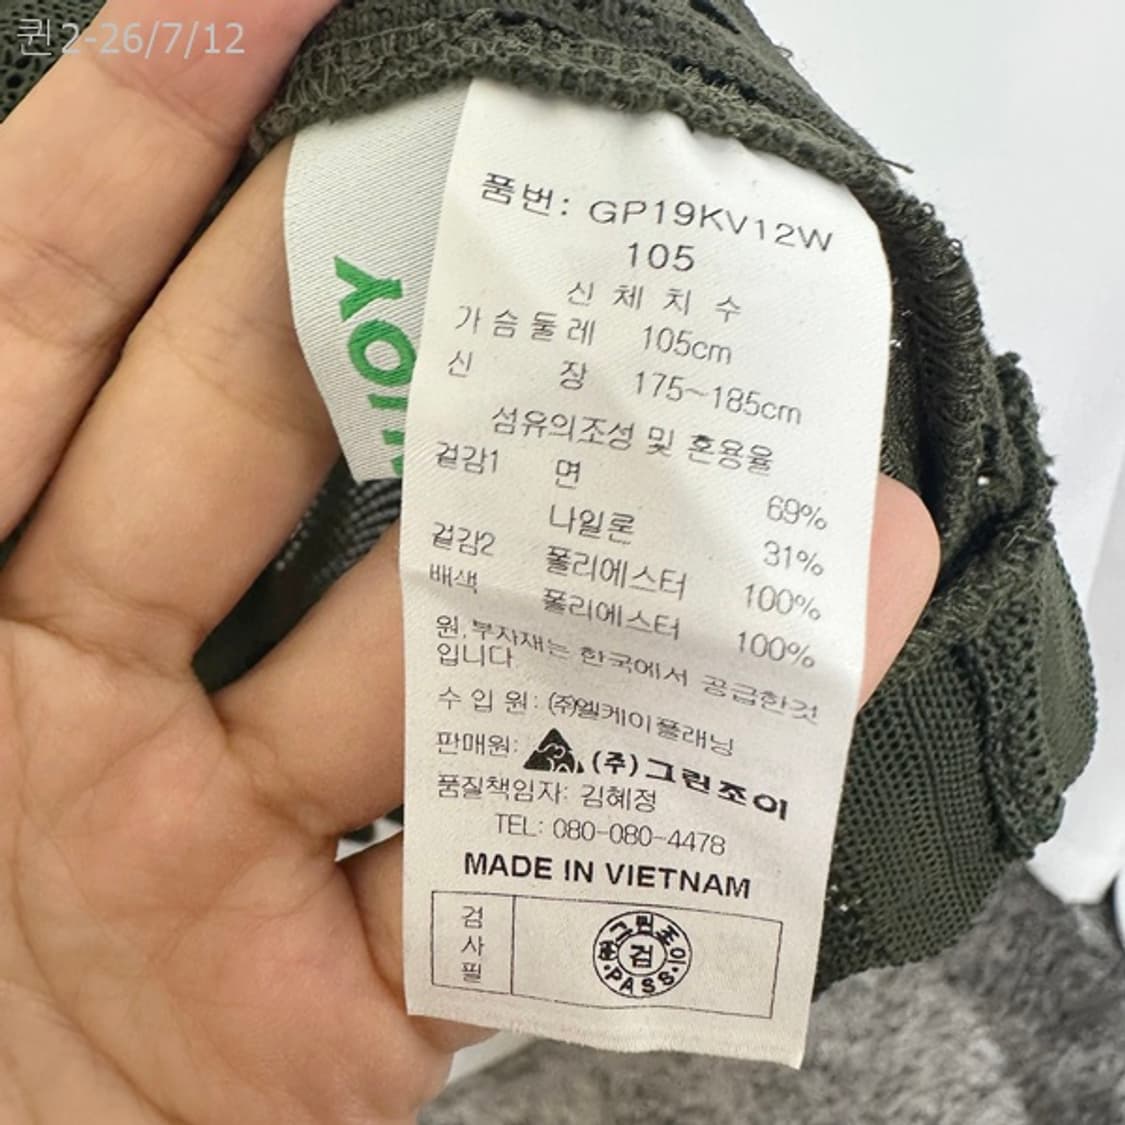 퀸2-26/7/12
품번: GP19KV12W
105
신 체 치 수
가슴둘레 105cm
신 장 175~185cm
섬유의조성 및 혼용율
겉감1 면 69%
나일론 31%
겉감2 폴리에스터 100%
배색 폴리에스터 100%
원,부자재는 한국에서 공급한것
입니다
수 입 원: (주)엘케이플래닝
판매원: (주)그린조이
품질책임자: 김혜정
TEL: 080-080-4478
MADE IN VIETNAM
검사필
그린조이
검
PASS
JOY